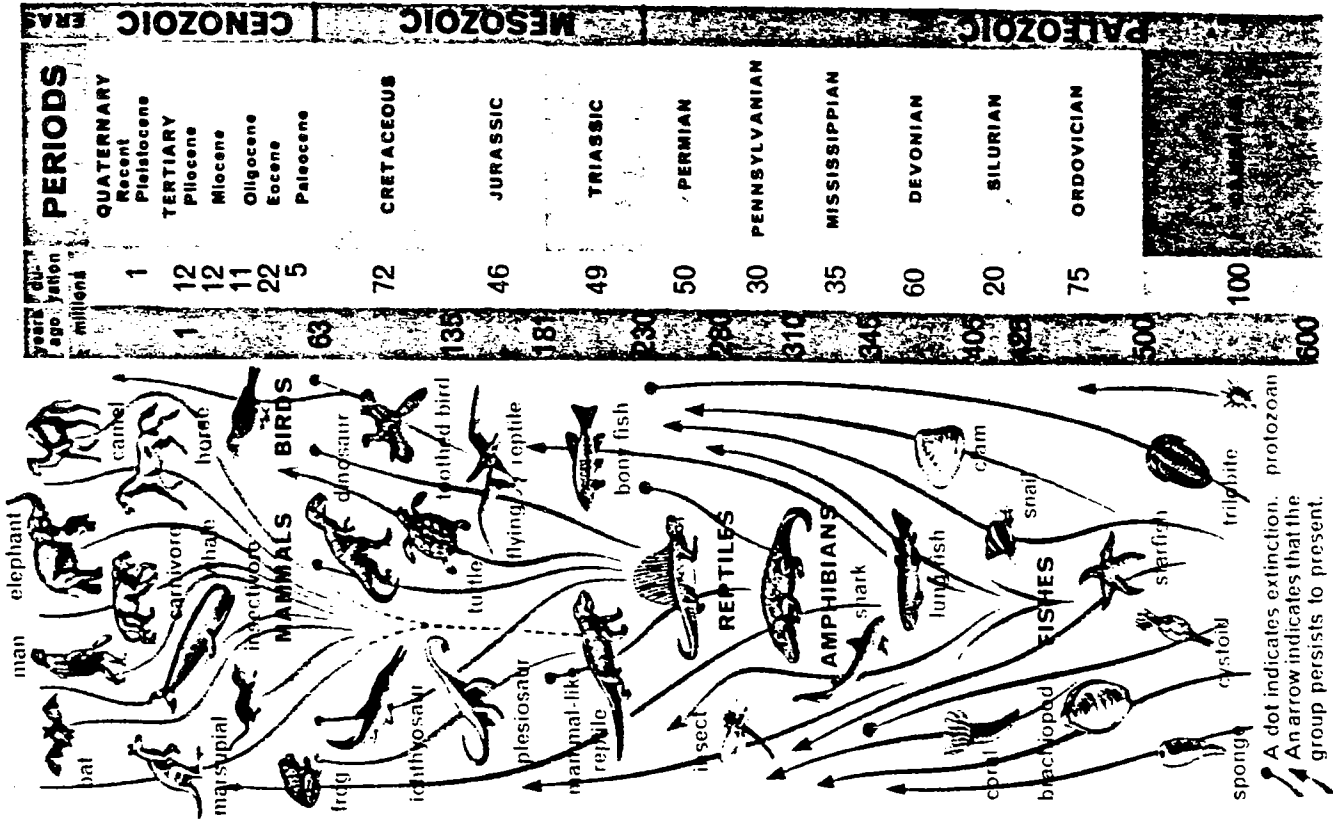 ERAS
CENOZOIC
MESOZOIC
PALEOZOIC
PERIODS
QUATERNARY
Recent
Pleistocene
TERTIARY
Pliocene
Miocene
Oligocene
Eocene
Paleocene
CRETACEOUS
JURASSIC
TRIASSIC
PERMIAN
PENNSYLVANIAN
MISSISSIPPIAN
DEVONIAN
SILURIAN
ORDOVICIAN
years du-
ago ration
millions
1
12
12
11
22
5
72
46
49
50
30
35
60
20
75
100
1
63
135
181
230
280
310
345
405
425
500
600
elephant
man
bat
camel
horse
carnivore
whale
insectivore
marsupial
MAMMALS
BIRDS
dinosaur
toothed bird
turtle
flying reptile
frog
ichthyosaur
plesiosaur
mammal-like
reptile
bony fish
REPTILES
AMPHIBIANS
insect
shark
lungfish
clam
snail
FISHES
coral
brachiopod
starfish
cystoid
sponge
trilobite
protozoan
A dot indicates extinction.
An arrow indicates that the
group persists to present.